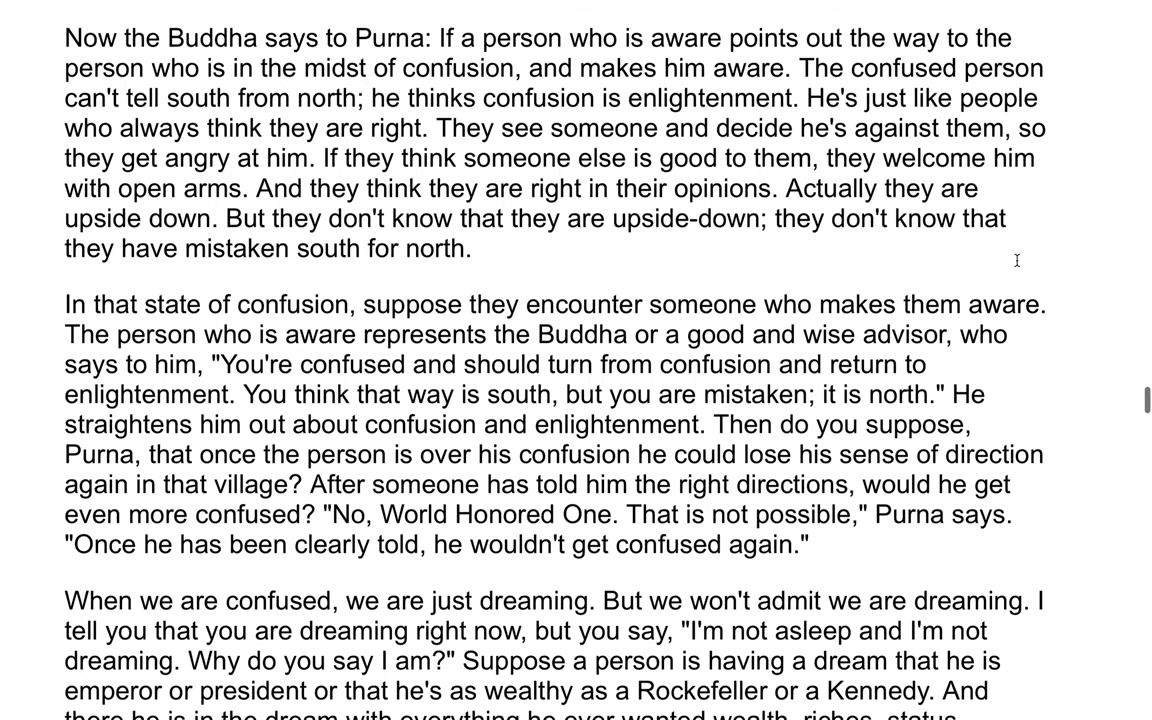 Now the Buddha says to Purna: If a person who is aware points out the way to the
person who is in the midst of confusion, and makes him aware. The confused person
can't tell south from north; he thinks confusion is enlightenment. He's just like people
who always think they are right. They see someone and decide he's against them, so
they get angry at him. If they think someone else is good to them, they welcome him
with open arms. And they think they are right in their opinions. Actually they are
upside down. But they don't know that they are upside-down; they don't know that
they have mistaken south for north.
In that state of confusion, suppose they encounter someone who makes them aware.
The person who is aware represents the Buddha or a good and wise advisor, who
says to him, "You're confused and should turn from confusion and return to
enlightenment. You think that way is south, but you are mistaken; it is north." He
straightens him out about confusion and enlightenment. Then do you suppose,
Purna, that once the person is over his confusion he could lose his sense of direction
again in that village? After someone has told him the right directions, would he get
even more confused? "No, World Honored One. That is not possible," Purna says.
"Once he has been clearly told, he wouldn't get confused again."
When we are confused, we are just dreaming. But we won't admit we are dreaming. I
tell you that you are dreaming right now, but you say, "I'm not asleep and I'm not
dreaming. Why do you say I am?" Suppose a person is having a dream that he is
emperor or president or that he's as wealthy as a Rockefeller or a Kennedy. And
there he is in the dream with everything he ever wanted wealth, riches, status,